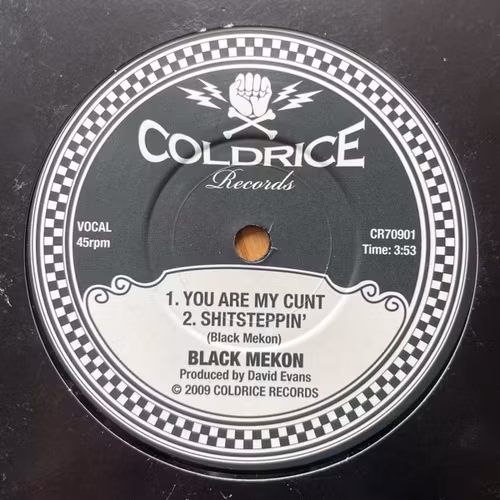 COLDRICE
Records
VOCAL
45rpm
CR70901
Time: 3:53
1. YOU ARE MY CUNT
2. SHITSTEPPIN'
(Black Mekon)
BLACK MEKON
Produced by David Evans
© 2009 COLDRICE RECORDS